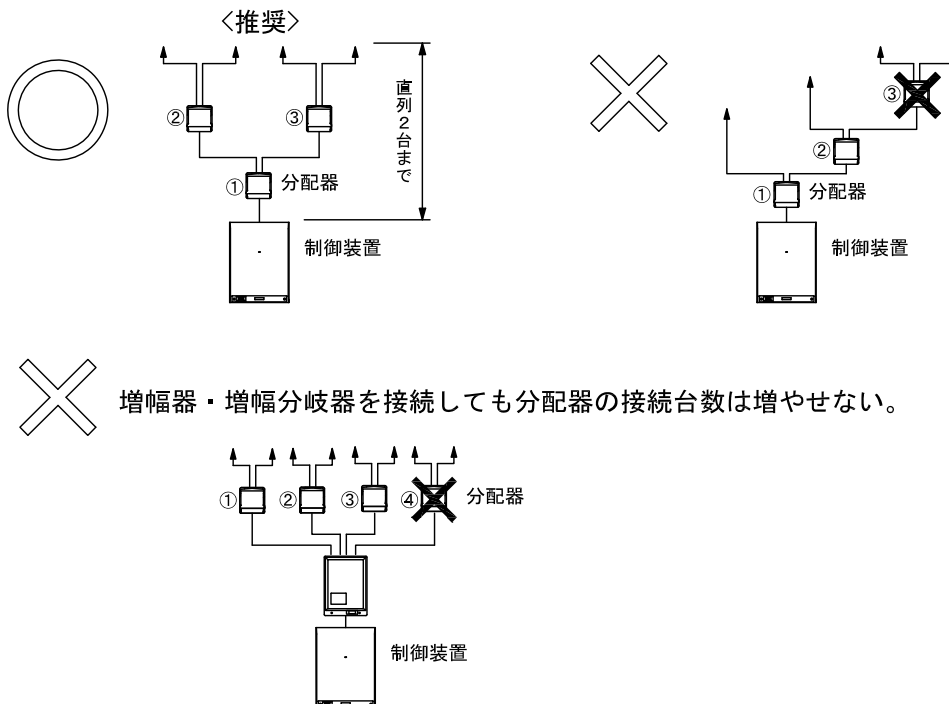 〈推奨〉
②
③
直列2台まで
①
分配器
制御装置
③
②
①
分配器
制御装置
増幅器・増幅分岐器を接続しても分配器の接続台数は増やせない。
①
②
③
④
分配器
制御装置